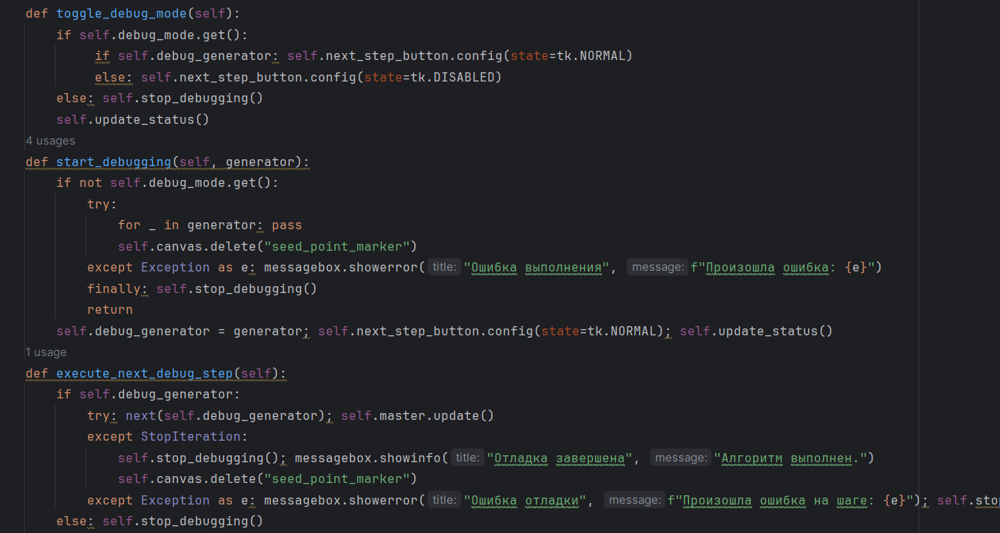 def toggle_debug_mode(self):
    if self.debug_mode.get():
         if self.debug_generator: self.next_step_button.config(state=tk.NORMAL)
         else: self.next_step_button.config(state=tk.DISABLED)
    else: self.stop_debugging()
    self.update_status()
4 usages
def start_debugging(self, generator):
    if not self.debug_mode.get():
        try:
            for _ in generator: pass
            self.canvas.delete("seed_point_marker")
        except Exception as e: messagebox.showerror( title: "Ошибка выполнения", message: f"Произошла ошибка: {e}")
        finally: self.stop_debugging()
        return
    self.debug_generator = generator; self.next_step_button.config(state=tk.NORMAL); self.update_status()
1 usage
def execute_next_debug_step(self):
    if self.debug_generator:
        try: next(self.debug_generator); self.master.update()
        except StopIteration:
            self.stop_debugging(); messagebox.showinfo( title: "Отладка завершена", message: "Алгоритм выполнен.")
            self.canvas.delete("seed_point_marker")
        except Exception as e: messagebox.showerror( title: "Ошибка отладки", message: f"Произошла ошибка на шаге: {e}"); self.
    else: self.stop_debugging()